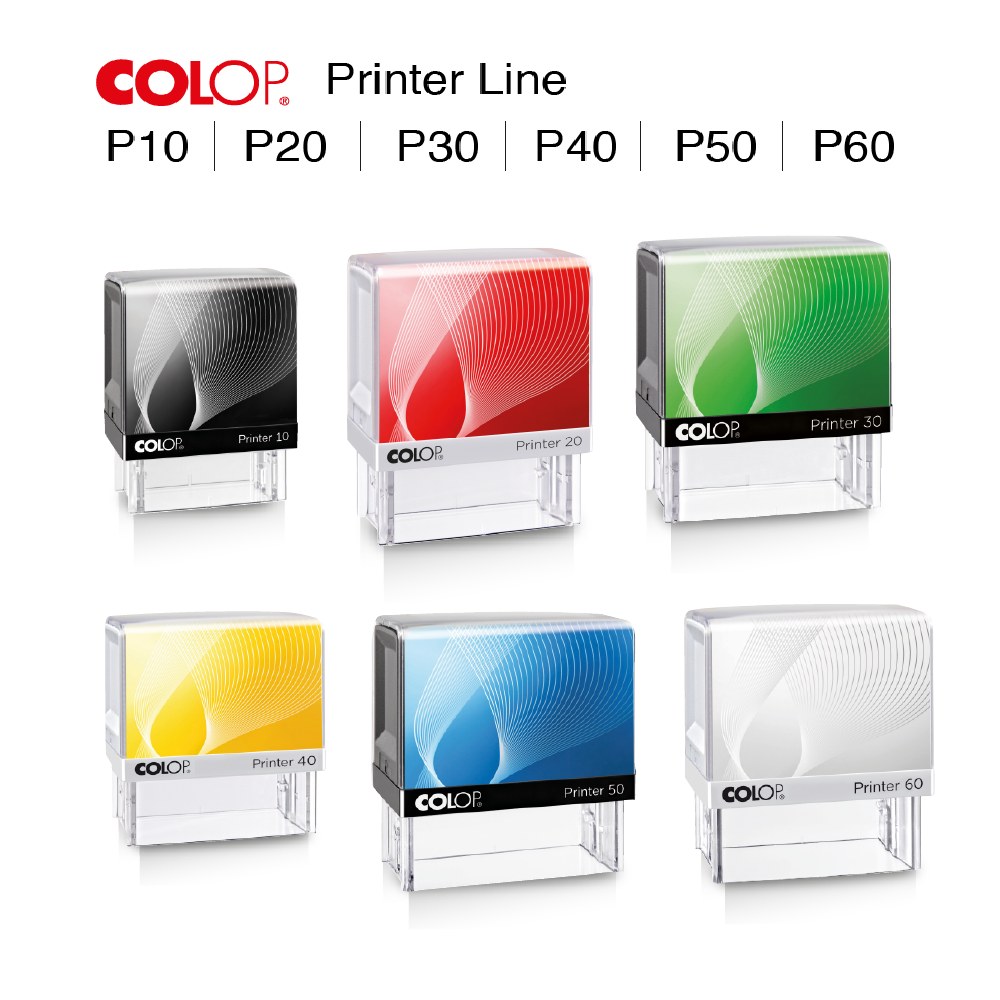 COLOP® Printer Line
P10 | P20 | P30 | P40 | P50 | P60
COLOP® Printer 10
COLOP® Printer 20
COLOP® Printer 30
COLOP® Printer 40
COLOP® Printer 50
COLOP® Printer 60